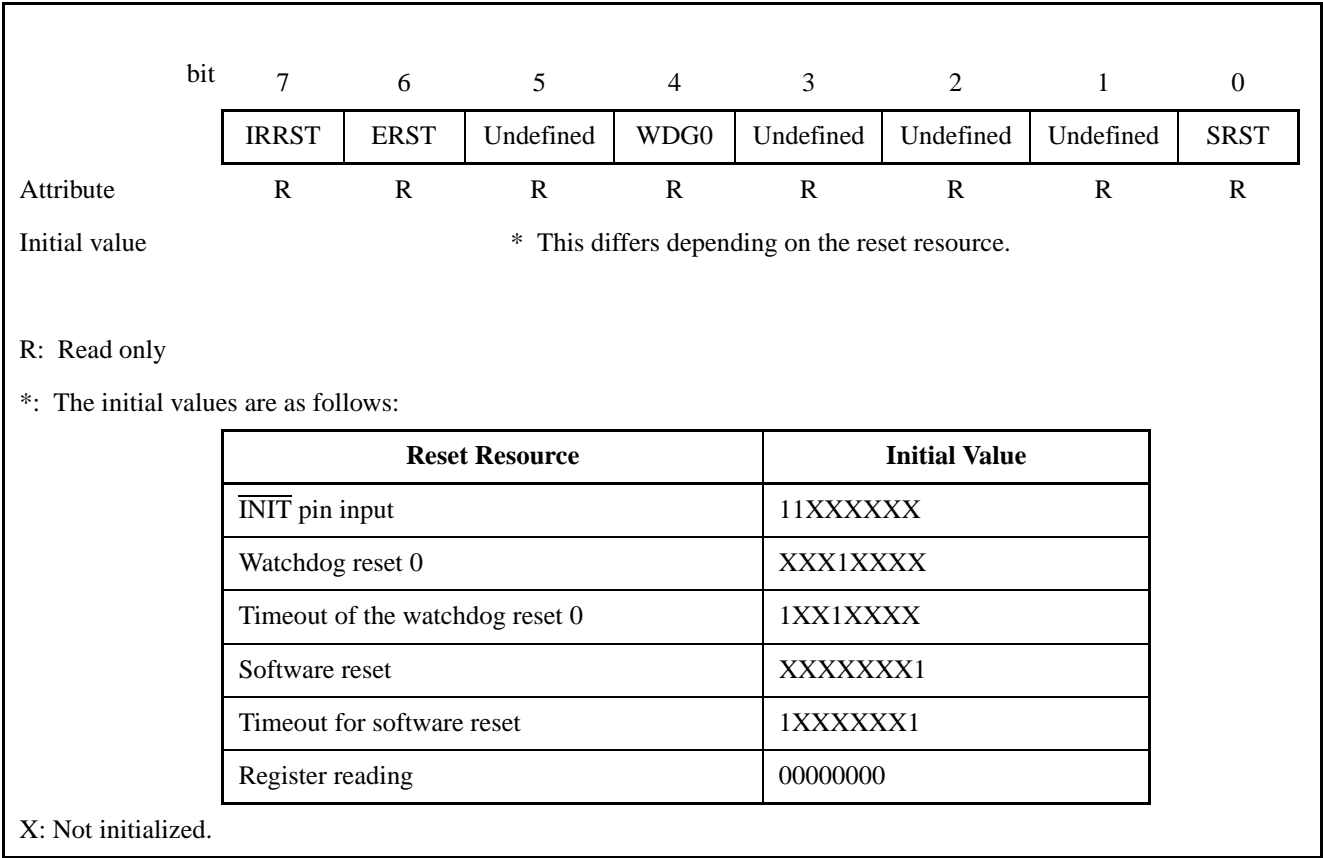 bit 7 6 5 4 3 2 1 0
IRRST ERST Undefined WDG0 Undefined Undefined Undefined SRST
Attribute R R R R R R R R
Initial value * This differs depending on the reset resource.
R: Read only
*: The initial values are as follows:
Reset Resource Initial Value
INIT pin input 11XXXXXX
Watchdog reset 0 XXX1XXXX
Timeout of the watchdog reset 0 1XX1XXXX
Software reset XXXXXXX1
Timeout for software reset 1XXXXXX1
Register reading 00000000
X: Not initialized.